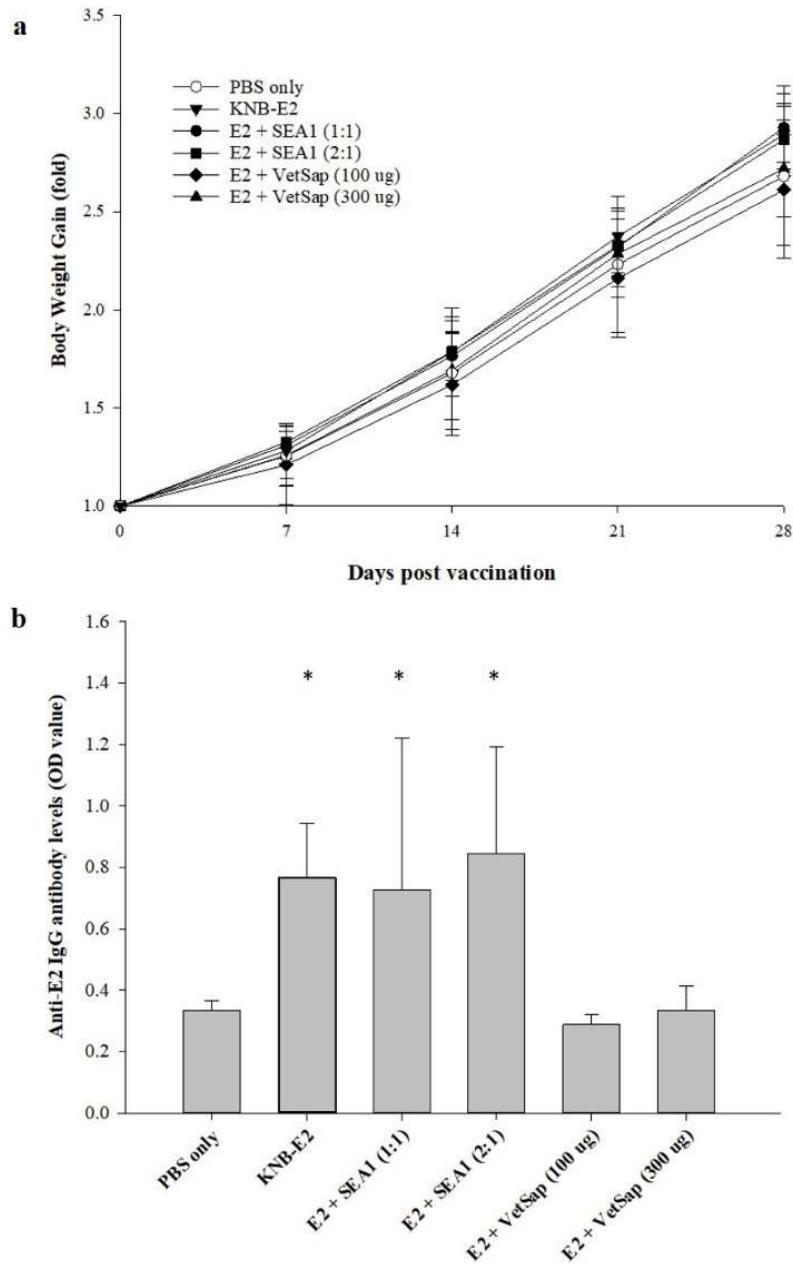 a
3.5
3.0
2.5
2.0
1.5
1.0
Body Weight Gain (fold)
PBS only
KNB-E2
E2 + SEA1 (1:1)
E2 + SEA1 (2:1)
E2 + VetSap (100 ug)
E2 + VetSap (300 ug)
0 7 14 21 28
Days post vaccination
b
1.6
1.4
1.2
1.0
0.8
0.6
0.4
0.2
0.0
Anti-E2 IgG antibody levels (OD value)
* * *
PBS only
KNB-E2
E2 + SEA1 (1:1)
E2 + SEA1 (2:1)
E2 + VetSap (100 ug)
E2 + VetSap (300 ug)